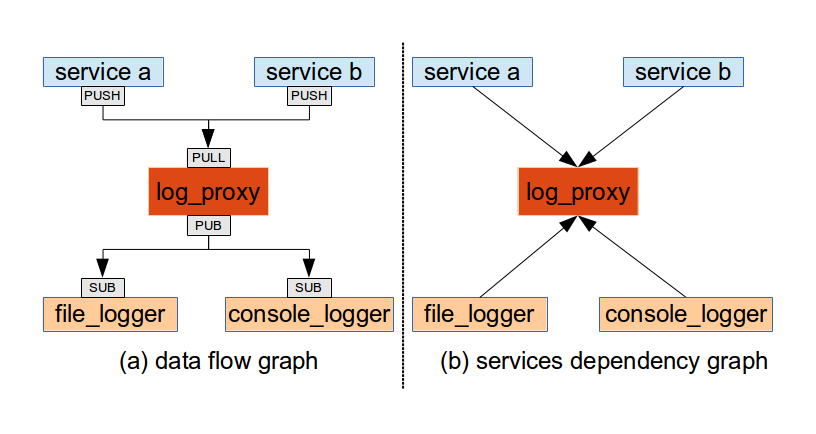 service a
service b
PUSH
PUSH
PULL
log_proxy
PUB
SUB
SUB
file_logger
console_logger
(a) data flow graph
service a
service b
log_proxy
file_logger
console_logger
(b) services dependency graph